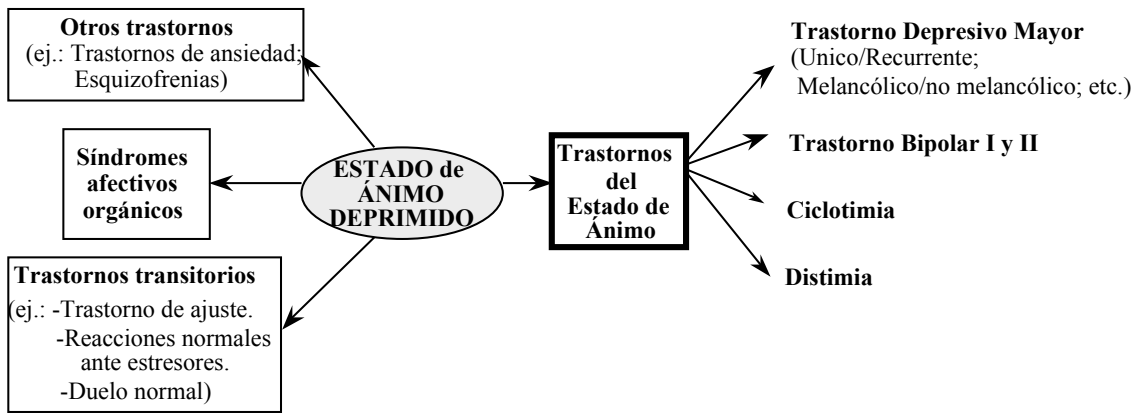 Otros trastornos
(ej.: Trastornos de ansiedad;
Esquizofrenias)
Síndromes
afectivos
orgánicos
Trastornos transitorios
(ej.: -Trastorno de ajuste.
-Reacciones normales
ante estresores.
-Duelo normal)
ESTADO de
ÁNIMO
DEPRIMIDO
Trastornos
del
Estado de
Ánimo
Trastorno Depresivo Mayor
(Unico/Recurrente;
Melancólico/no melancólico; etc.)
Trastorno Bipolar I y II
Ciclotimia
Distimia